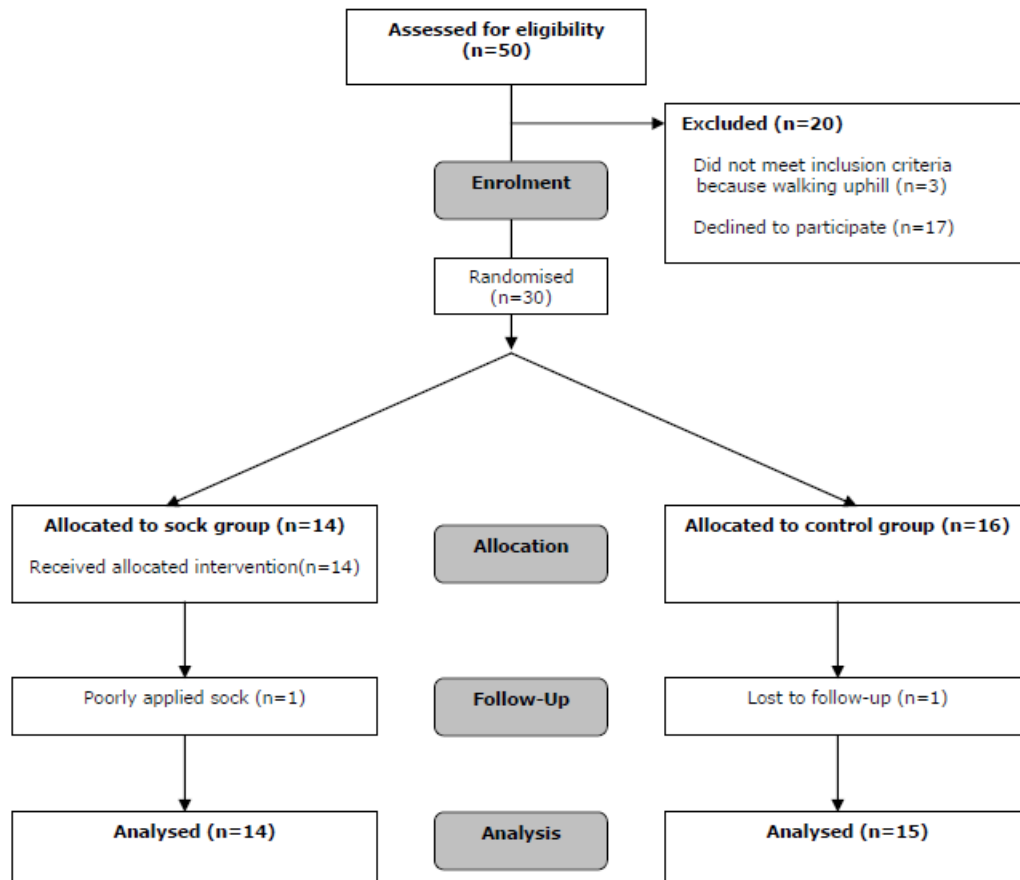 Assessed for eligibility
(n=50)
Excluded (n=20)
Did not meet inclusion criteria
because walking uphill (n=3)
Declined to participate (n=17)
Enrolment
Randomised
(n=30)
Allocated to sock group (n=14)
Received allocated intervention(n=14)
Allocation
Allocated to control group (n=16)
Poorly applied sock (n=1)
Follow-Up
Lost to follow-up (n=1)
Analysed (n=14)
Analysis
Analysed (n=15)